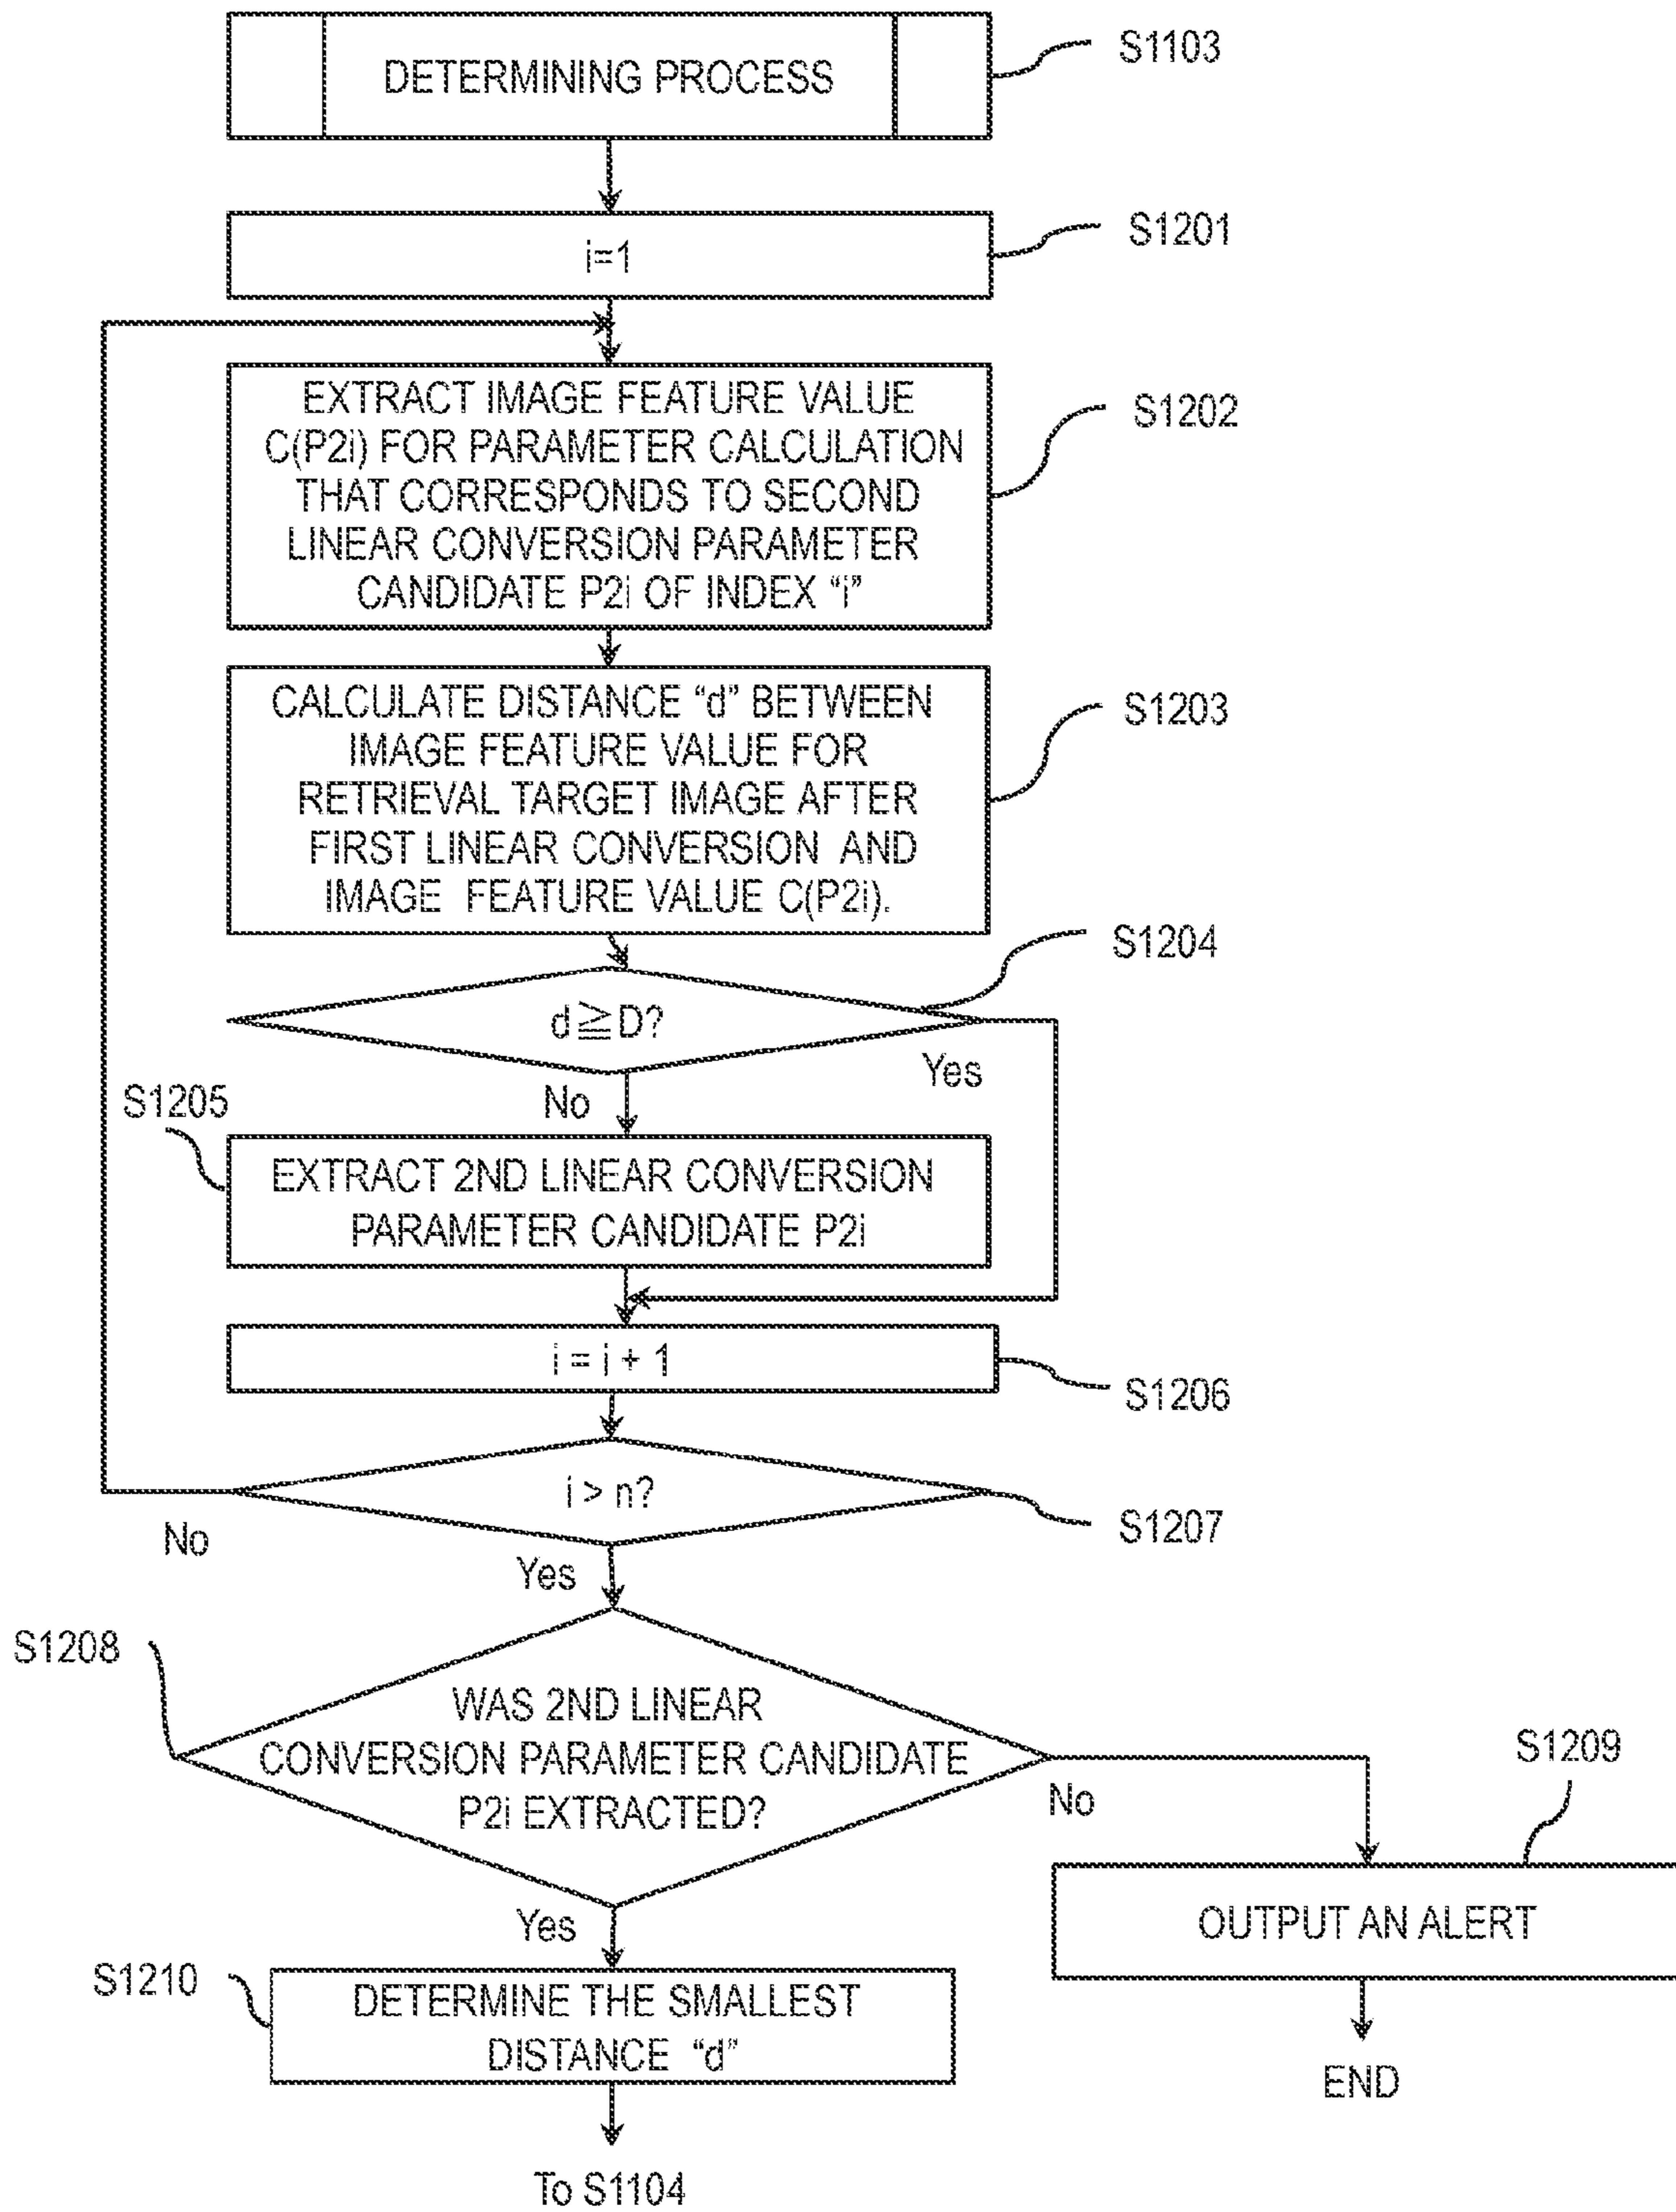 DETERMINING PROCESS
S1103
i=1
S1201
EXTRACT IMAGE FEATURE VALUE
C(P2i) FOR PARAMETER CALCULATION
THAT CORRESPONDS TO SECOND
LINEAR CONVERSION PARAMETER
CANDIDATE P2i OF INDEX “i”
S1202
CALCULATE DISTANCE “d” BETWEEN
IMAGE FEATURE VALUE FOR
RETRIEVAL TARGET IMAGE AFTER
FIRST LINEAR CONVERSION AND
IMAGE FEATURE VALUE C(P2i).
S1203
S1204
d≧D?
Yes
No
S1205
EXTRACT 2ND LINEAR CONVERSION
PARAMETER CANDIDATE P2i
i = i + 1
S1206
i > n?
S1207
No
Yes
S1208
WAS 2ND LINEAR
CONVERSION PARAMETER CANDIDATE
P2i EXTRACTED?
No
S1209
OUTPUT AN ALERT
END
Yes
S1210
DETERMINE THE SMALLEST
DISTANCE “d”
To S1104